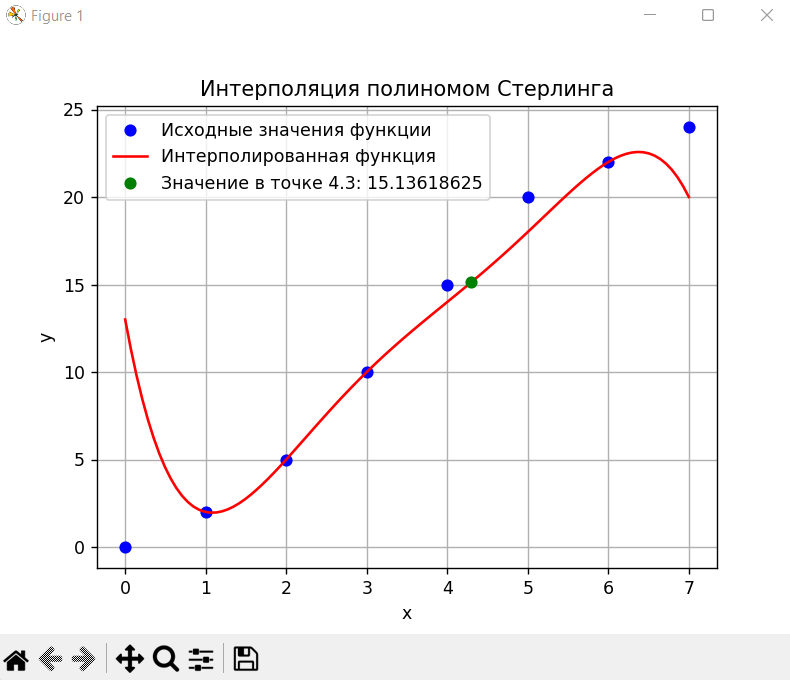 Figure 1
Интерполяция полиномом Стерлинга
Исходные значения функции
Интерполированная функция
Значение в точке 4.3: 15.13618625
25
20
15
10
5
0
y
0 1 2 3 4 5 6 7
x